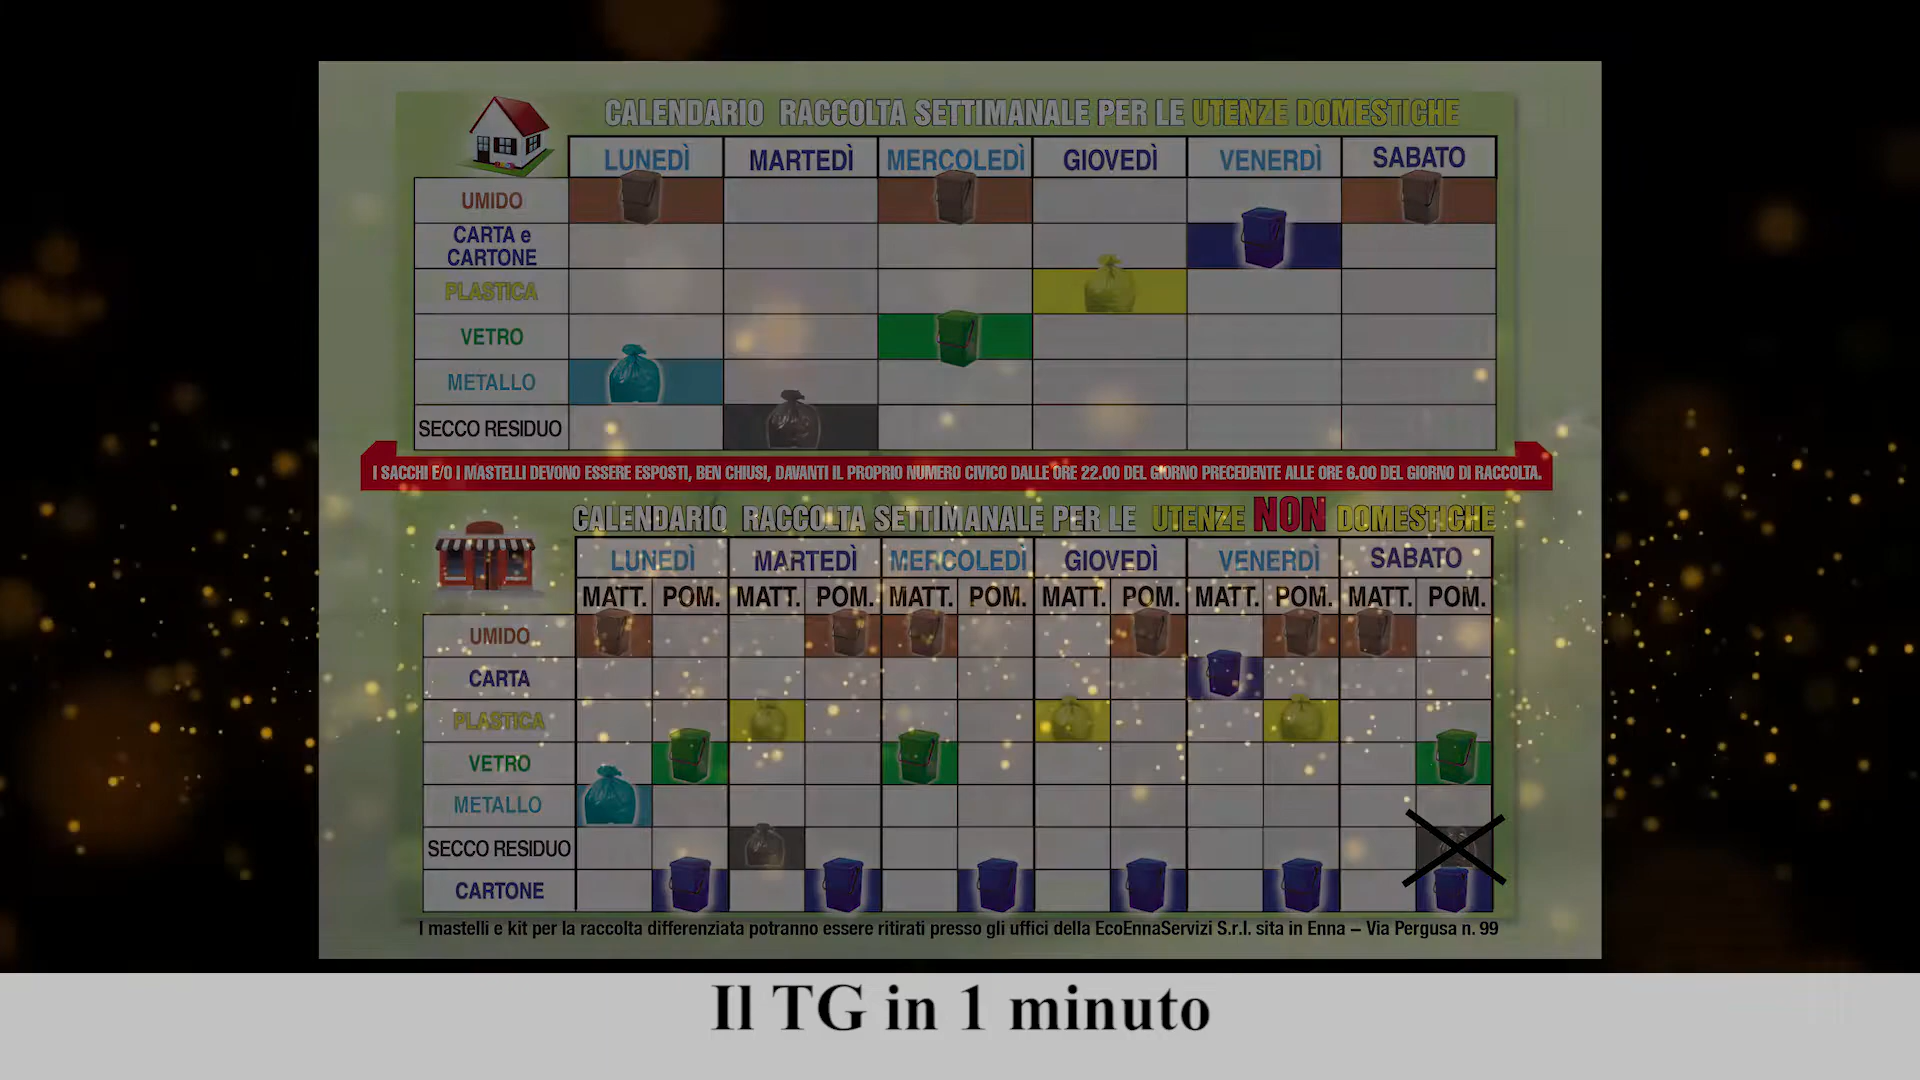 CALENDARIO RACCOLTA SETTIMANALE PER LE UTENZE DOMESTICHE
LUNEDÌ MARTEDÌ MERCOLEDÌ GIOVEDÌ VENERDÌ SABATO
UMIDO
CARTA e
CARTONE
PLASTICA
VETRO
METALLO
SECCO RESIDUO
I SACCHI E/O I MASTELLI DEVONO ESSERE ESPOSTI, BEN CHIUSI, DAVANTI IL PROPRIO NUMERO CIVICO DALLE ORE 22.00 DEL GIORNO PRECEDENTE ALLE ORE 6.00 DEL GIORNO DI RACCOLTA.
CALENDARIO RACCOLTA SETTIMANALE PER LE UTENZE NON DOMESTICHE
LUNEDÌ MARTEDÌ MERCOLEDÌ GIOVEDÌ VENERDÌ SABATO
MATT. POM. MATT. POM. MATT. POM. MATT. POM. MATT. POM. MATT. POM.
UMIDO
CARTA
PLASTICA
VETRO
METALLO
SECCO RESIDUO
CARTONE
I mastelli e kit per la raccolta differenziata potranno essere ritirati presso gli uffici della EcoEnnaServizi S.r.l. sita in Enna – Via Pergusa n. 99
Il TG in 1 minuto